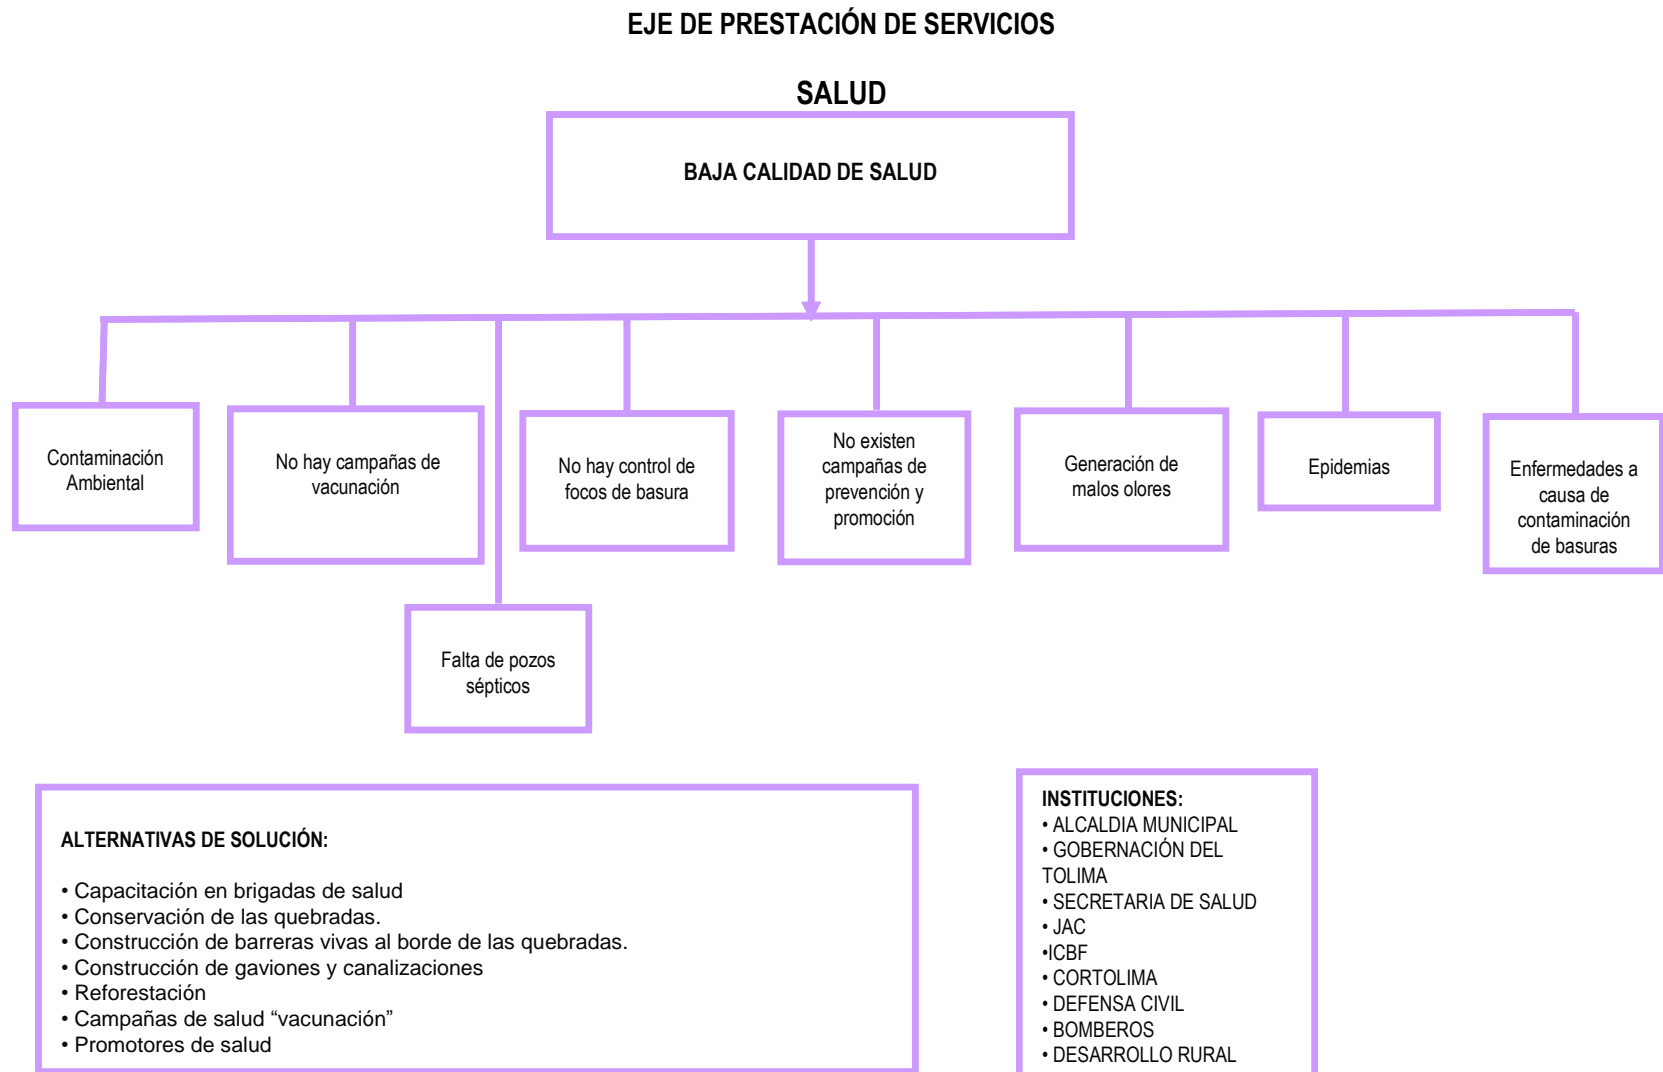 EJE DE PRESTACIÓN DE SERVICIOS
SALUD
BAJA CALIDAD DE SALUD
Contaminación
Ambiental
No hay campañas de
vacunación
No hay control de
focos de basura
No existen
campañas de
prevención y
promoción
Generación de
malos olores
Epidemias
Enfermedades a
causa de
contaminación
de basuras
Falta de pozos
sépticos
ALTERNATIVAS DE SOLUCIÓN:
• Capacitación en brigadas de salud
• Conservación de las quebradas.
• Construcción de barreras vivas al borde de las quebradas.
• Construcción de gaviones y canalizaciones
• Reforestación
• Campañas de salud “vacunación”
• Promotores de salud
INSTITUCIONES:
• ALCALDIA MUNICIPAL
• GOBERNACIÓN DEL
TOLIMA
• SECRETARIA DE SALUD
• JAC
•ICBF
• CORTOLIMA
• DEFENSA CIVIL
• BOMBEROS
• DESARROLLO RURAL